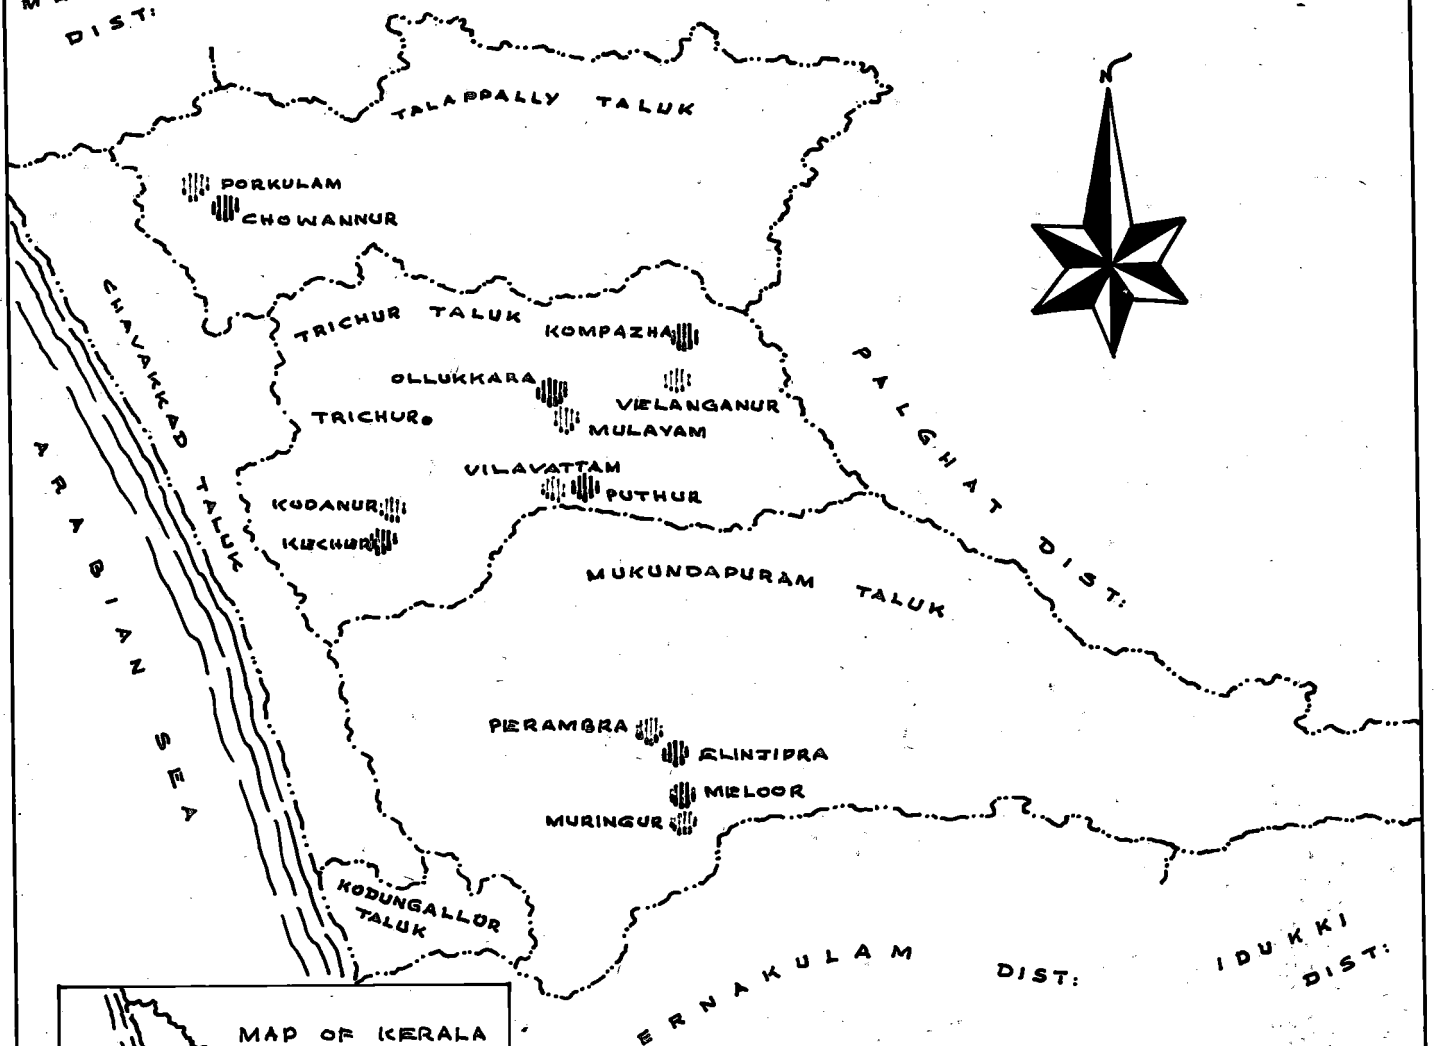 DIST:
N
TALAPPALLY TALUK
PORKULAM
CHOWANNUR
CHAVAKKAD TALUK
TRICHUR TALUK
KOMPAZHA
OLLUKKARA
VELANGANUR
TRICHUR
MULAYAM
PALGHAT DIST:
VILAVATTAM
PUTHUR
KODANUR
KECHERI
ARABIAN SEA
MUKUNDAPURAM TALUK
PERAMBRA
ELINJIPRA
MELOOR
MURINGUR
KODUNGALLOR
TALUK
ERNAKULAM DIST:
IDUKKI
DIST:
MAP OF KERALA